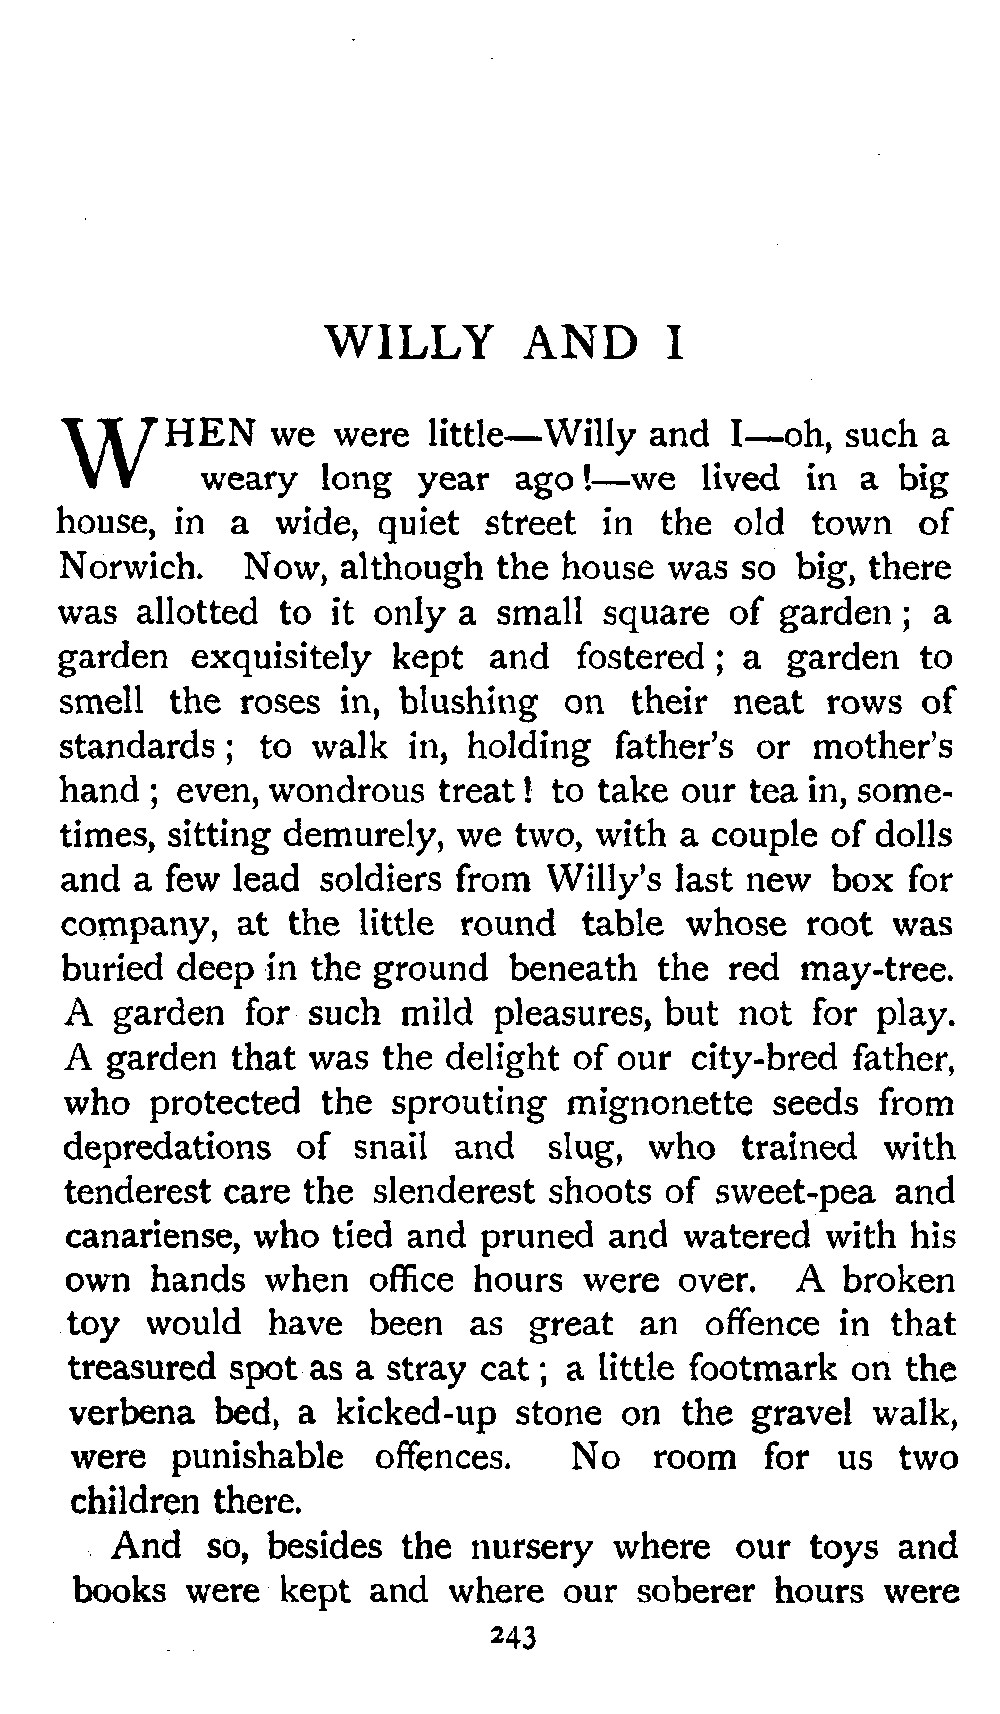 WILLY AND I
WHEN we were little—Willy and I—oh, such a
weary long year ago!—we lived in a big
house, in a wide, quiet street in the old town of
Norwich. Now, although the house was so big, there
was allotted to it only a small square of garden; a
garden exquisitely kept and fostered; a garden to
smell the roses in, blushing on their neat rows of
standards; to walk in, holding father's or mother's
hand; even, wondrous treat! to take our tea in, some-
times, sitting demurely, we two, with a couple of dolls
and a few lead soldiers from Willy's last new box for
company, at the little round table whose root was
buried deep in the ground beneath the red may-tree.
A garden for such mild pleasures, but not for play.
A garden that was the delight of our city-bred father,
who protected the sprouting mignonette seeds from
depredations of snail and slug, who trained with
tenderest care the slenderest shoots of sweet-pea and
canariense, who tied and pruned and watered with his
own hands when office hours were over. A broken
toy would have been as great an offence in that
treasured spot as a stray cat; a little footmark on the
verbena bed, a kicked-up stone on the gravel walk,
were punishable offences. No room for us two
children there.
And so, besides the nursery where our toys and
books were kept and where our soberer hours were
243